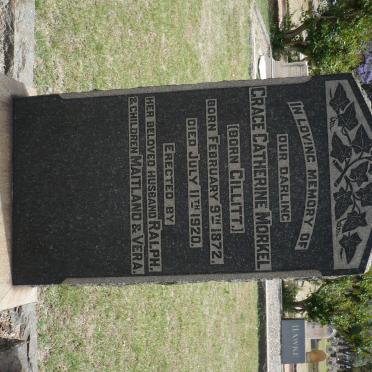 IN LOVING MEMORY OF
OUR DARLING
GRACE CATHERINE MORKEL
(BORN GILLITT.)
BORN FEBRUARY 9TH 1872.
DIED JULY 1TH 1920.
ERECTED BY
HER BELOVED HUSBAND RALPH.
& CHILDREN MAITLAND & VERA.